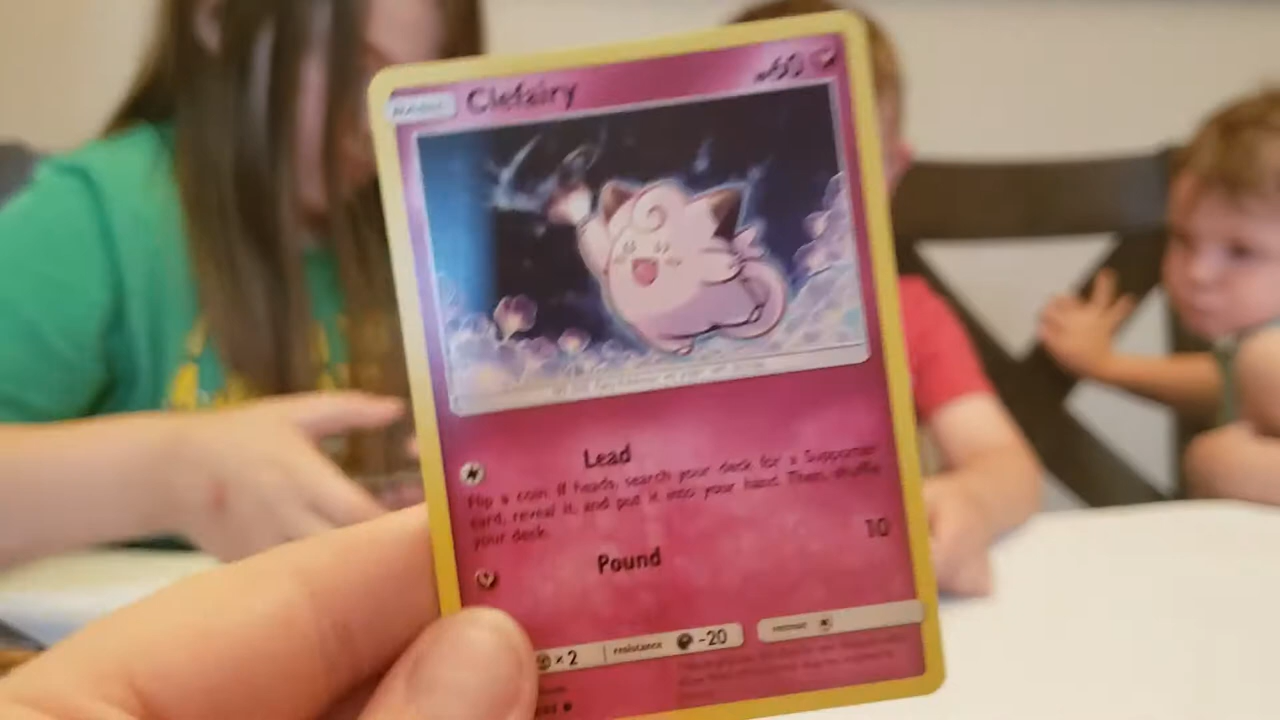 Clefairy
60
Lead
Flip a coin. If heads, search your deck for a Supporter
card, reveal it, and put it into your hand. Then, shuffle
your deck.
Pound 10
×2 resistance -20 retreat